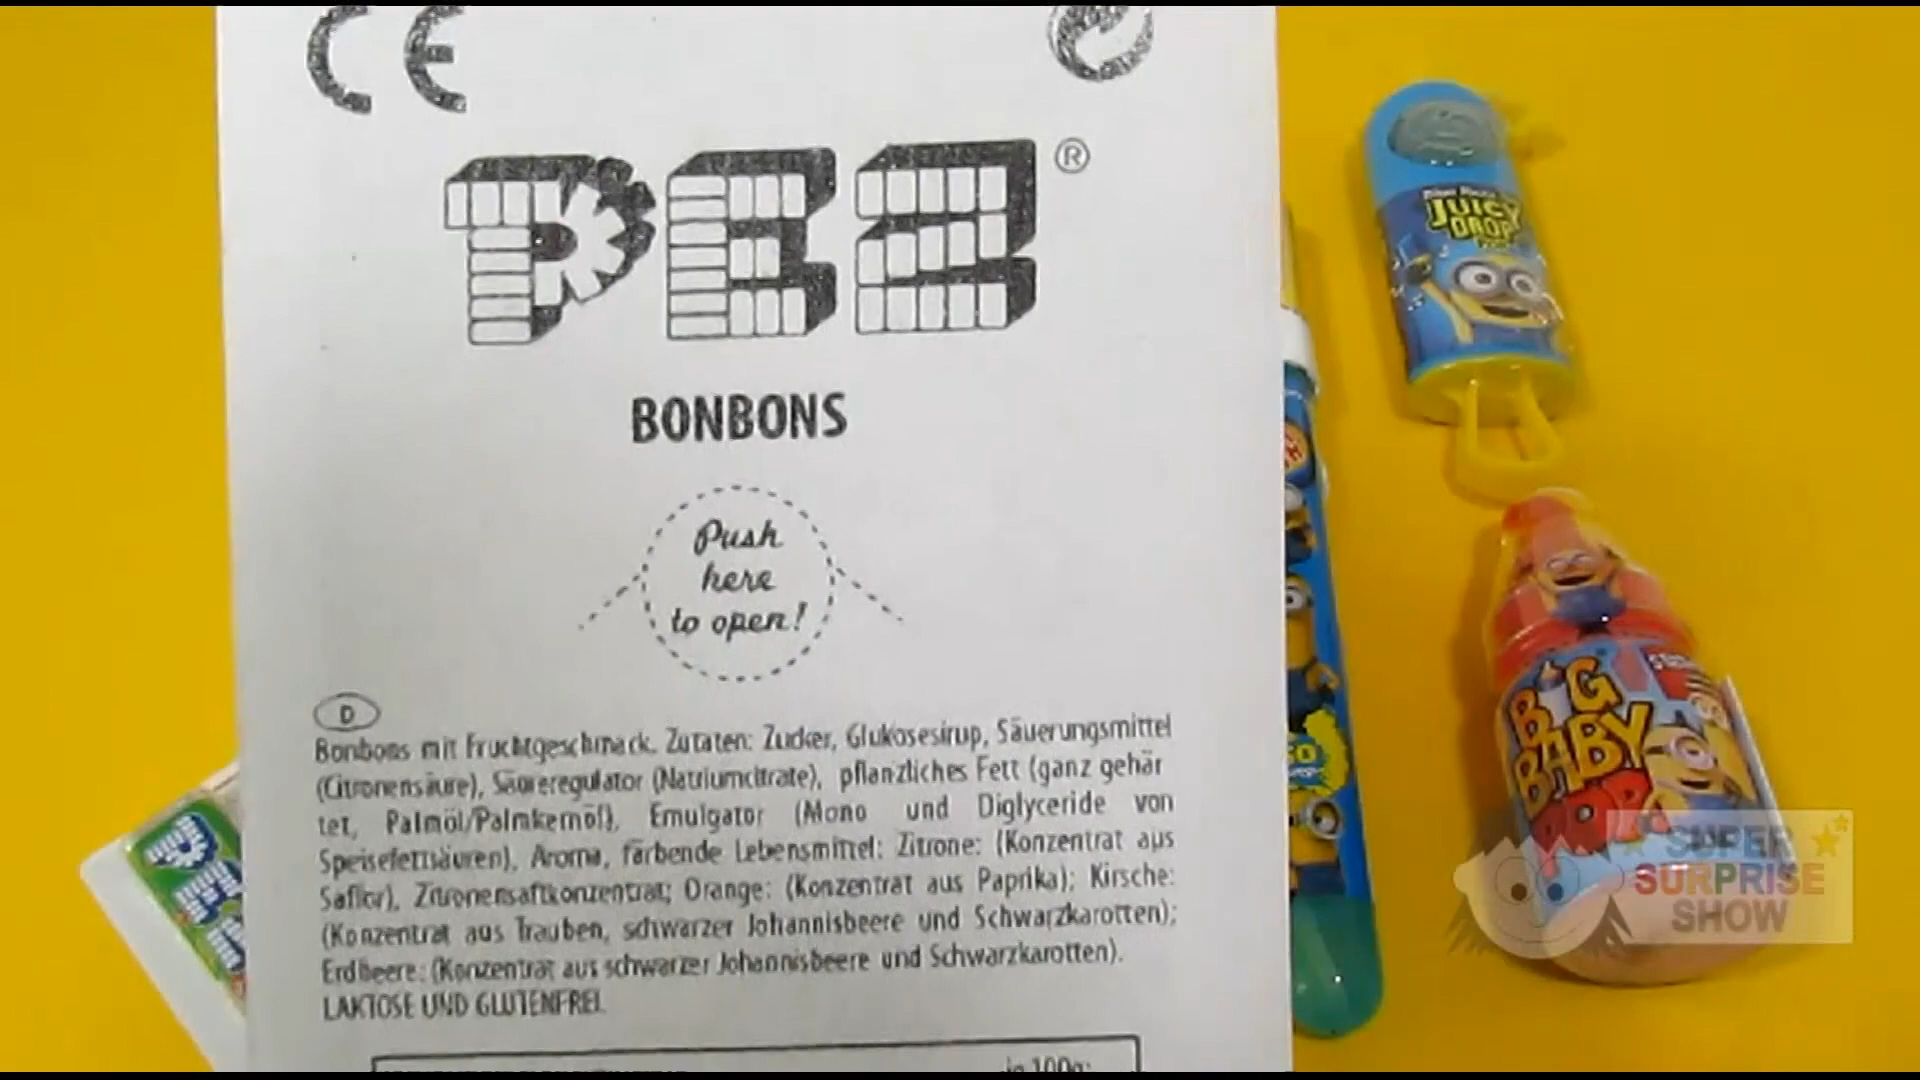 CE
PEZ®
BONBONS
Push
here
to open!
D
Bonbons mit Fruchtgeschmack. Zutaten: Zucker, Glukosesirup, Säuerungsmittel
(Citronensäure), Säureregulator (Natriumcitrate), pflanzliches Fett (ganz gehär
tet, Palmöl/Palmkernöl), Emulgator (Mono und Diglyceride von
Speisefettsäuren), Aroma, färbende Lebensmittel: Zitrone: (Konzentrat aus
Saflor), Zitronensaftkonzentrat; Orange: (Konzentrat aus Paprika); Kirsche:
(Konzentrat aus Trauben, schwarzer Johannisbeere und Schwarzkarotten);
Erdbeere: (Konzentrat aus schwarzer Johannisbeere und Schwarzkarotten).
LAKTOSE UND GLUTENFREI.
je 100g:
JUICY
DROP
BIG
BABY
POP
SUPER
SURPRISE
SHOW